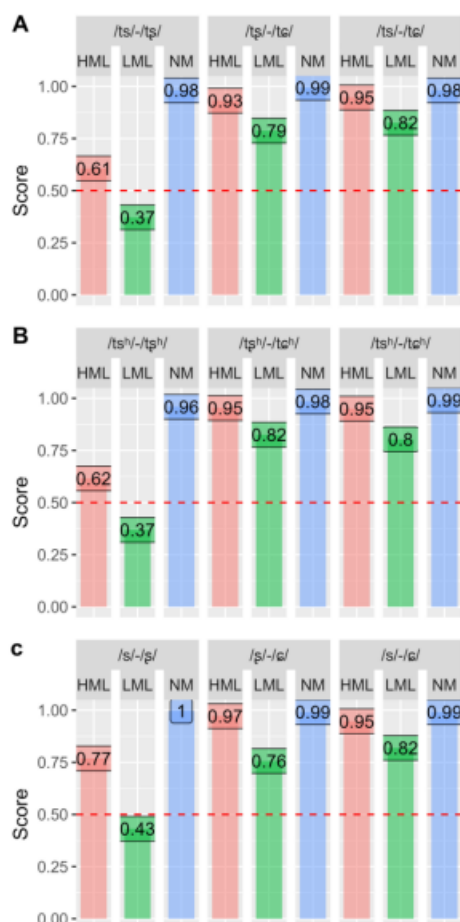 A
/ts/-/tʂ/ /tʂ/-/tɕ/ /ts/-/tɕ/
HML LML NM HML LML NM HML LML NM
Score
1.00
0.75
0.50
0.25
0.00
0.61 0.37 0.98 0.93 0.79 0.99 0.95 0.82 0.98
B
/tsʰ/-/tʂʰ/ /tʂʰ/-/tɕʰ/ /tsʰ/-/tɕʰ/
HML LML NM HML LML NM HML LML NM
Score
1.00
0.75
0.50
0.25
0.00
0.62 0.37 0.96 0.95 0.82 0.98 0.95 0.8 0.99
c
/s/-/ʂ/ /ʂ/-/ɕ/ /s/-/ɕ/
HML LML NM HML LML NM HML LML NM
Score
1.00
0.75
0.50
0.25
0.00
0.77 0.43 1 0.97 0.76 0.99 0.95 0.82 0.99